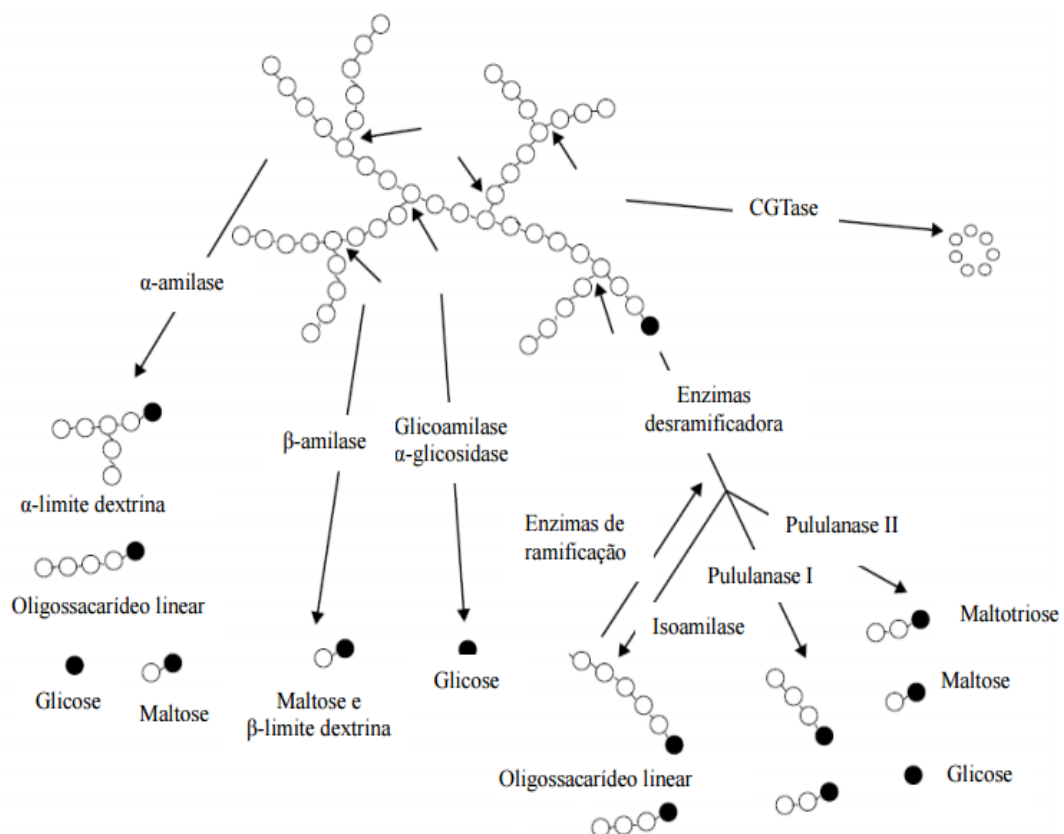 CGTase
α-amilase
Enzimas
desramificadora
β-amilase
Glicoamilase
α-glicosidase
α-limite dextrina
Enzimas de
ramificação
Pululanase II
Pululanase I
Oligossacarídeo linear
Isoamilase
Maltotriose
Glicose
Maltose
Maltose e
β-limite dextrina
Glicose
Maltose
Oligossacarídeo linear
Glicose